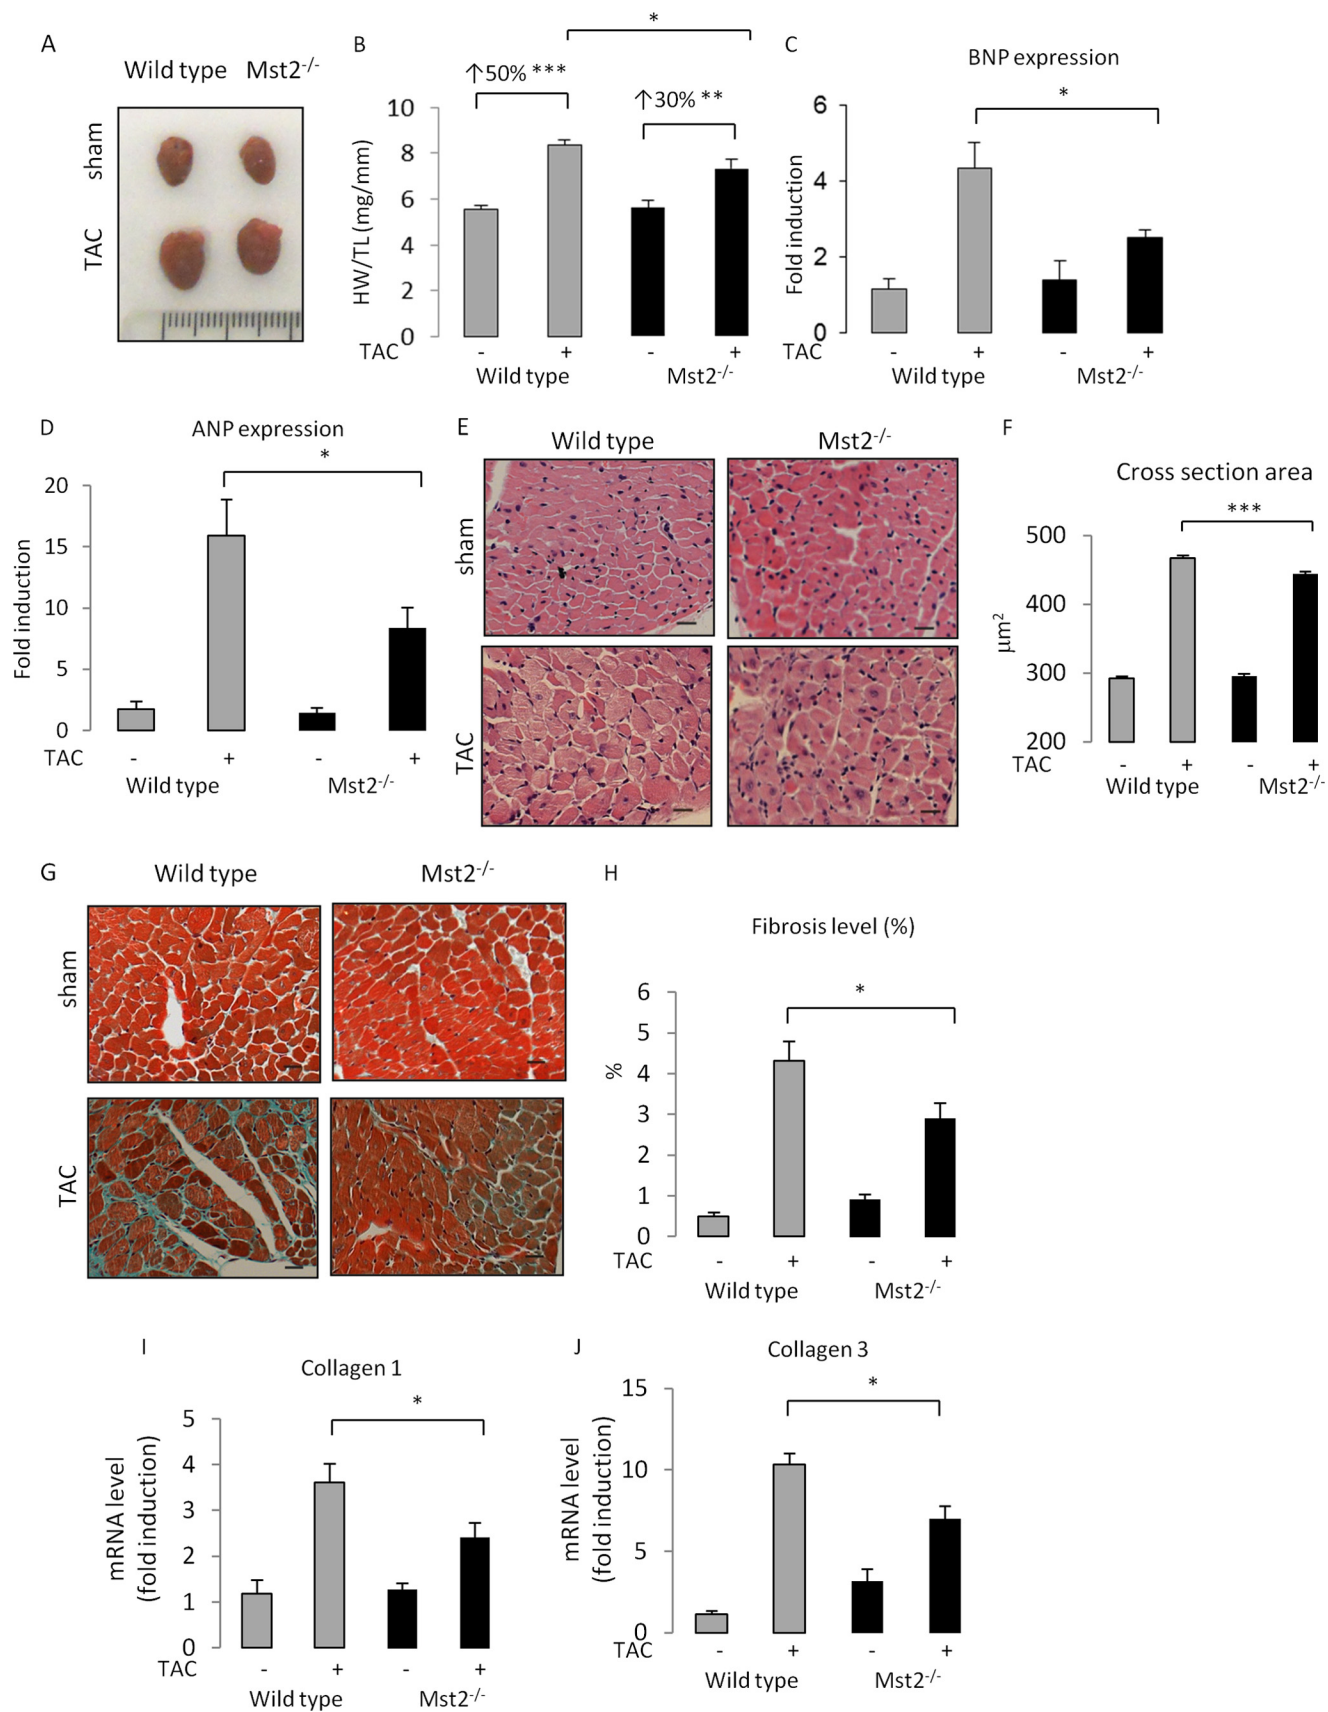 A
Wild type Mst2-/-
sham
TAC
B
*
↑50% ***
↑30% **
HW/TL (mg/mm)
10
8
6
4
2
0
TAC - + - +
Wild type Mst2-/-
C
BNP expression
*
Fold induction
6
4
2
0
TAC - + - +
Wild type Mst2-/-
D
ANP expression
*
Fold induction
20
15
10
5
0
TAC - + - +
Wild type Mst2-/-
E
Wild type Mst2-/-
sham
TAC
F
Cross section area
***
μm2
500
400
300
200
TAC - + - +
Wild type Mst2-/-
G
Wild type Mst2-/-
sham
TAC
H
Fibrosis level (%)
*
%
6
5
4
3
2
1
0
TAC - + - +
Wild type Mst2-/-
I
Collagen 1
*
mRNA level
(fold induction)
5
4
3
2
1
0
TAC - + - +
Wild type Mst2-/-
J
Collagen 3
*
mRNA level
(fold induction)
15
10
5
0
TAC - + - +
Wild type Mst2-/-